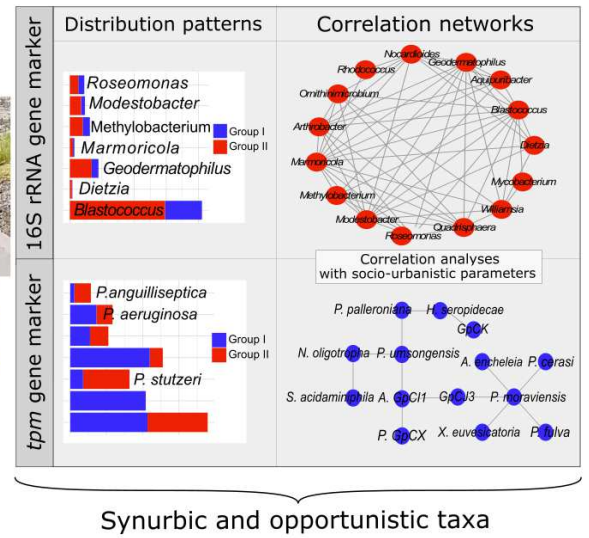 Distribution patterns
Correlation networks
16S rRNA gene marker
Roseomonas
Modestobacter
Methylobacterium
Marmoricola
Geodermatophilus
Dietzia
Blastococcus
Group I
Group II
Nocardioides
Geodermatophilus
Rhodococcus
Aquipuribacter
Ornithinimicrobium
Blastococcus
Arthrobacter
Dietzia
Marmoricola
Mycobacterium
Methylobacterium
Williamsia
Modestobacter
Quadrisphaera
Roseomonas
Correlation analyses
with socio-urbanistic parameters
tpm gene marker
P.anguilliseptica
P. aeruginosa
P. stutzeri
Group I
Group II
P. palleroniana
H. seropidecae
GpCK
N. oligotropha
P. umsongensis
A. encheleia
P. cerasi
S. acidaminiphila
A. GpCI1
GpCJ3
P. moraviensis
P. GpCX
X. euvesicatoria
P. fulva
Synurbic and opportunistic taxa